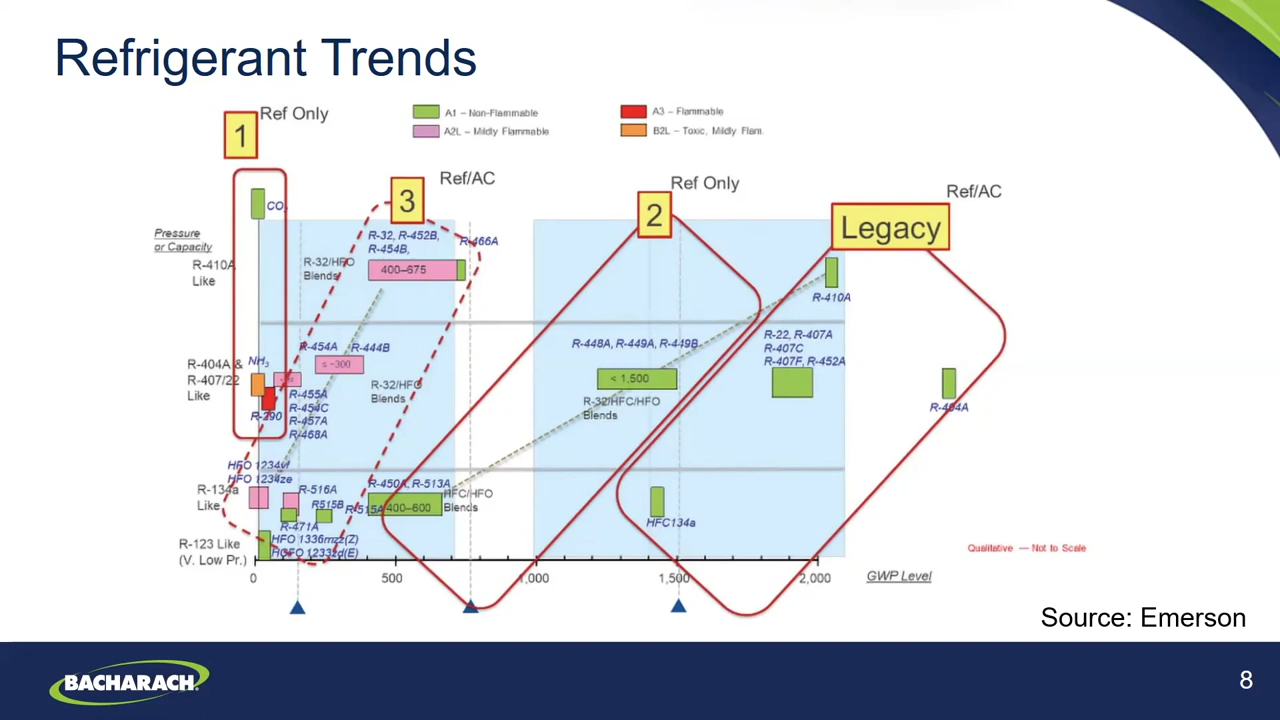 Refrigerant Trends
Ref Only
1
A1 – Non-Flammable
A2L – Mildly Flammable
A3 – Flammable
B2L – Toxic, Mildly Flam.
Ref/AC
3
Ref Only
2
Ref/AC
Legacy
CO₂
Pressure
or Capacity
R-410A
Like
R-32/HFO
Blends
R-32, R-452B,
R-454B,
R-466A
400–675
R-410A
R-404A &
R-407/22
Like
NH₃
R-290
R-454A
R-444B
≤ ~300
R-455A
R-454C
R-457A
R-468A
R-32/HFO
Blends
R-448A, R-449A, R-449B
< 1,500
R-32/HFC/HFO
Blends
R-22, R-407A
R-407C
R-407F, R-452A
R-404A
HFO 1234yf
HFO 1234ze
R-134a
Like
R-516A
R515B
R-471A
R-450A, R-513A
R-515A
400–600
HFC/HFO
Blends
HFC134a
R-123 Like
(V. Low Pr.)
HFO 1336mzz(Z)
HCFO 1233zd(E)
Qualitative — Not to Scale
0
500
1,000
1,500
2,000
GWP Level
Source: Emerson
BACHARACH
8